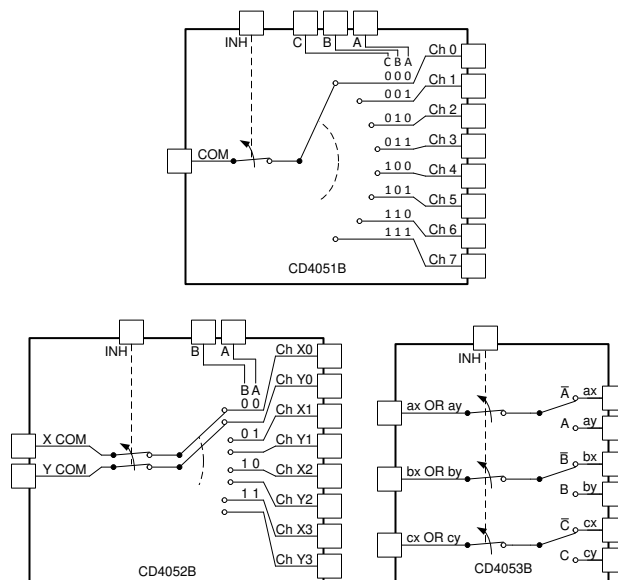 INH
C B A
Ch 0
C B A
0 0 0
Ch 1
0 0 1
Ch 2
0 1 0
Ch 3
0 1 1
COM
Ch 4
1 0 0
Ch 5
1 0 1
Ch 6
1 1 0
Ch 7
1 1 1
CD4051B
INH
B A
Ch X0
B A
0 0
Ch Y0
Ch X1
0 1
Ch Y1
X COM
Ch X2
1 0
Y COM
Ch Y2
1 1
Ch X3
Ch Y3
CD4052B
INH
A̅ ax
ax OR ay
A ay
B̅ bx
bx OR by
B by
C̅ cx
cx OR cy
C cy
CD4053B